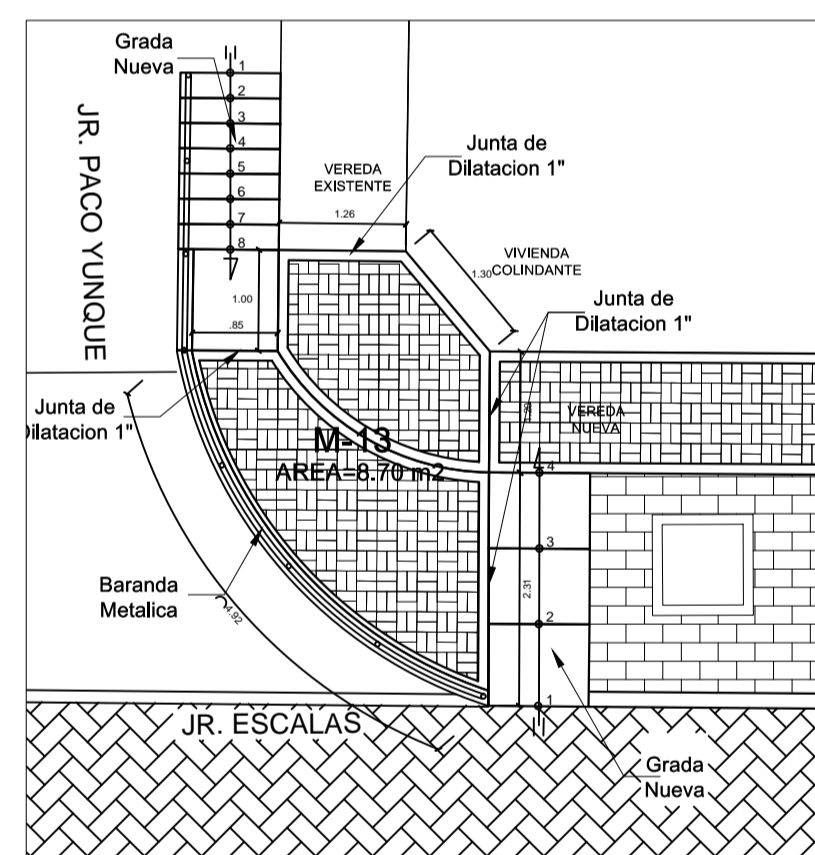 Grada
Nueva
1
2
3
4
5
6
7
8
JR. PACO YUNQUE
VEREDA
EXISTENTE
1.26
Junta de
Dilatacion 1"
1.30
VIVIENDA
COLINDANTE
1.00
.85
Junta de
Dilatacion 1"
Junta de
Dilatacion 1"
VEREDA
NUEVA
M-13
AREA=8.70 m2
4
3
2
1
2.31
Baranda
Metalica
4.92
JR. ESCALAS
Grada
Nueva